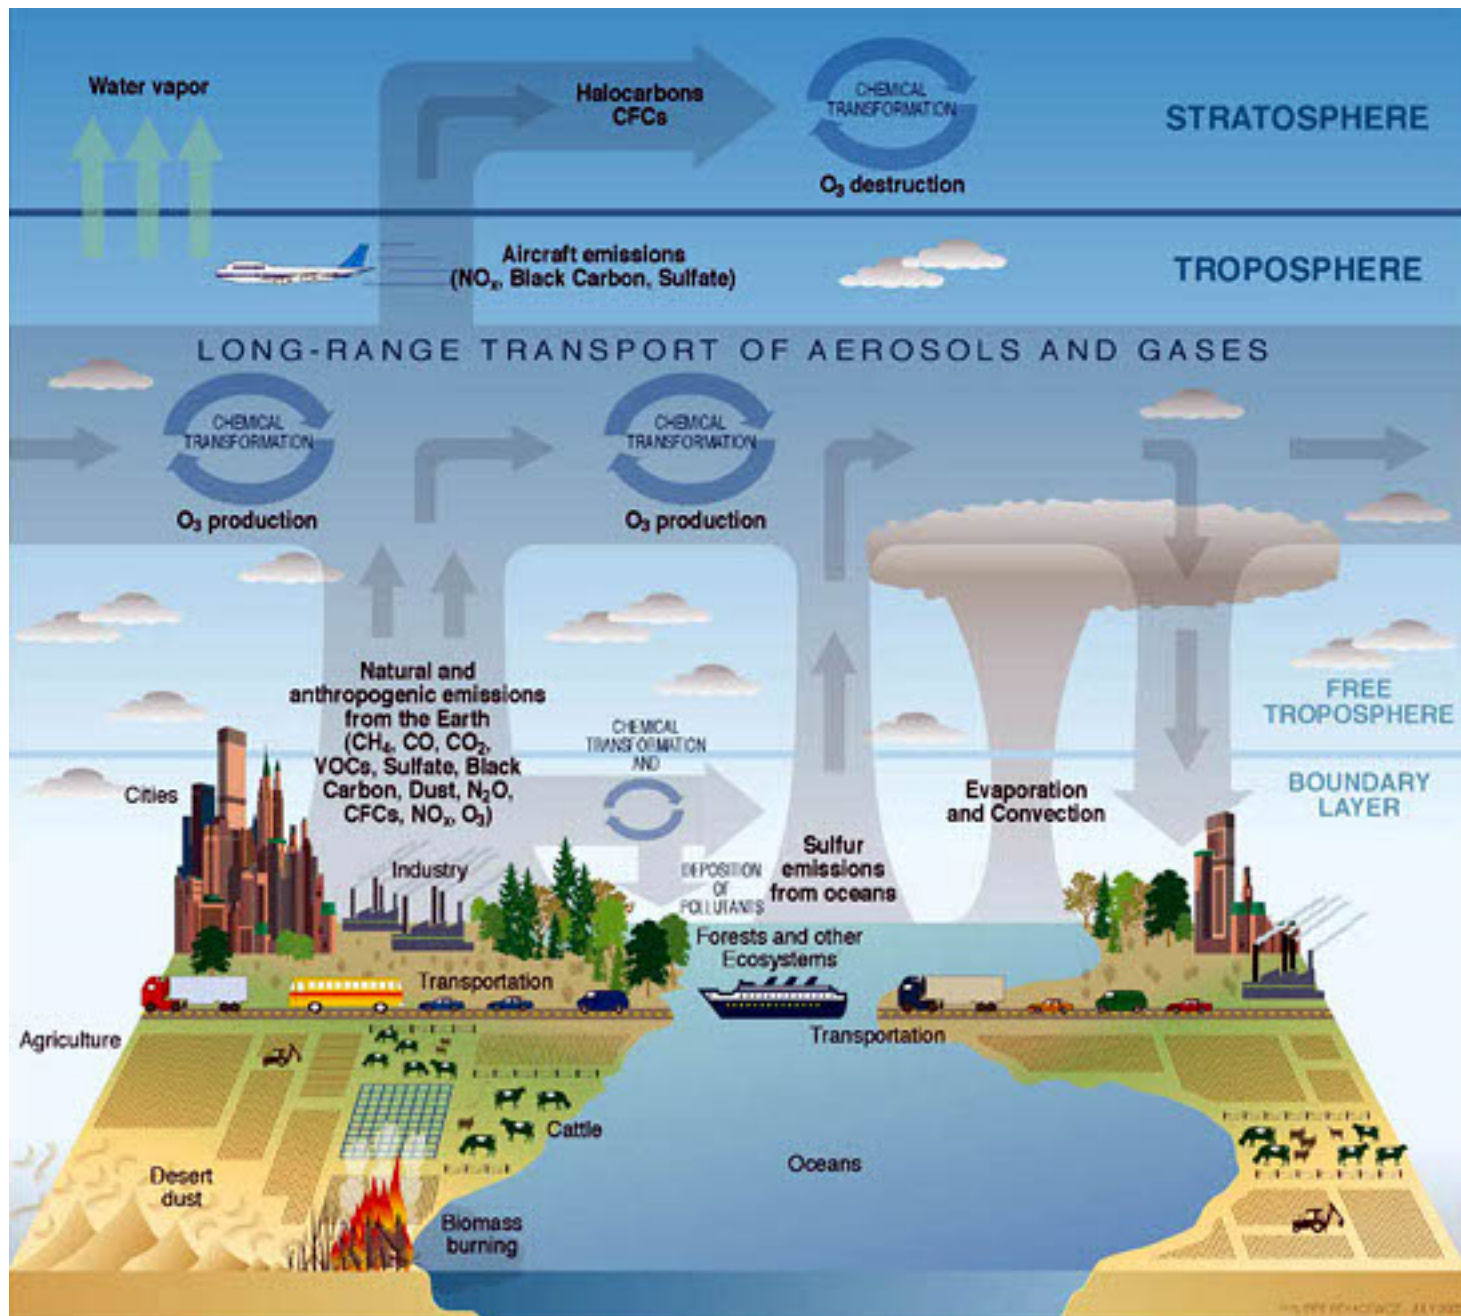 Water vapor
Halocarbons
CFCs
CHEMICAL
TRANSFORMATION
O₃ destruction
STRATOSPHERE
Aircraft emissions
(NOₓ, Black Carbon, Sulfate)
TROPOSPHERE
LONG-RANGE TRANSPORT OF AEROSOLS AND GASES
CHEMICAL
TRANSFORMATION
O₃ production
CHEMICAL
TRANSFORMATION
O₃ production
Natural and
anthropogenic emissions
from the Earth
(CH₄, CO, CO₂,
VOCs, Sulfate, Black
Carbon, Dust, N₂O,
CFCs, NOₓ, O₃)
CHEMICAL
TRANSFORMATION
AND
DEPOSITION
OF
POLLUTANTS
FREE
TROPOSPHERE
BOUNDARY
LAYER
Evaporation
and Convection
Sulfur
emissions
from oceans
Cities
Industry
Forests and other
Ecosystems
Transportation
Transportation
Agriculture
Cattle
Oceans
Desert
dust
Biomass
burning